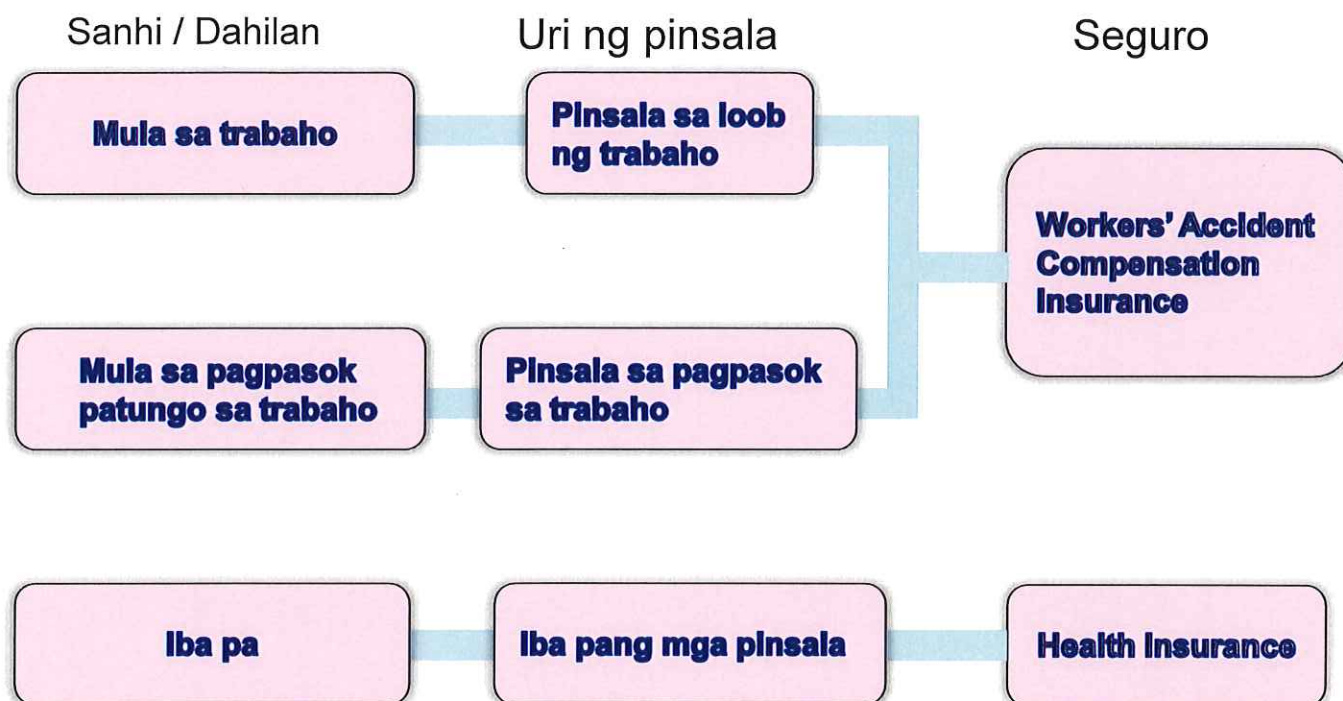 Sanhi / Dahilan
Uri ng pinsala
Seguro
Mula sa trabaho
Pinsala sa loob
ng trabaho
Workers' Accident
Compensation
Insurance
Mula sa pagpasok
patungo sa trabaho
Pinsala sa pagpasok
sa trabaho
Iba pa
Iba pang mga pinsala
Health Insurance